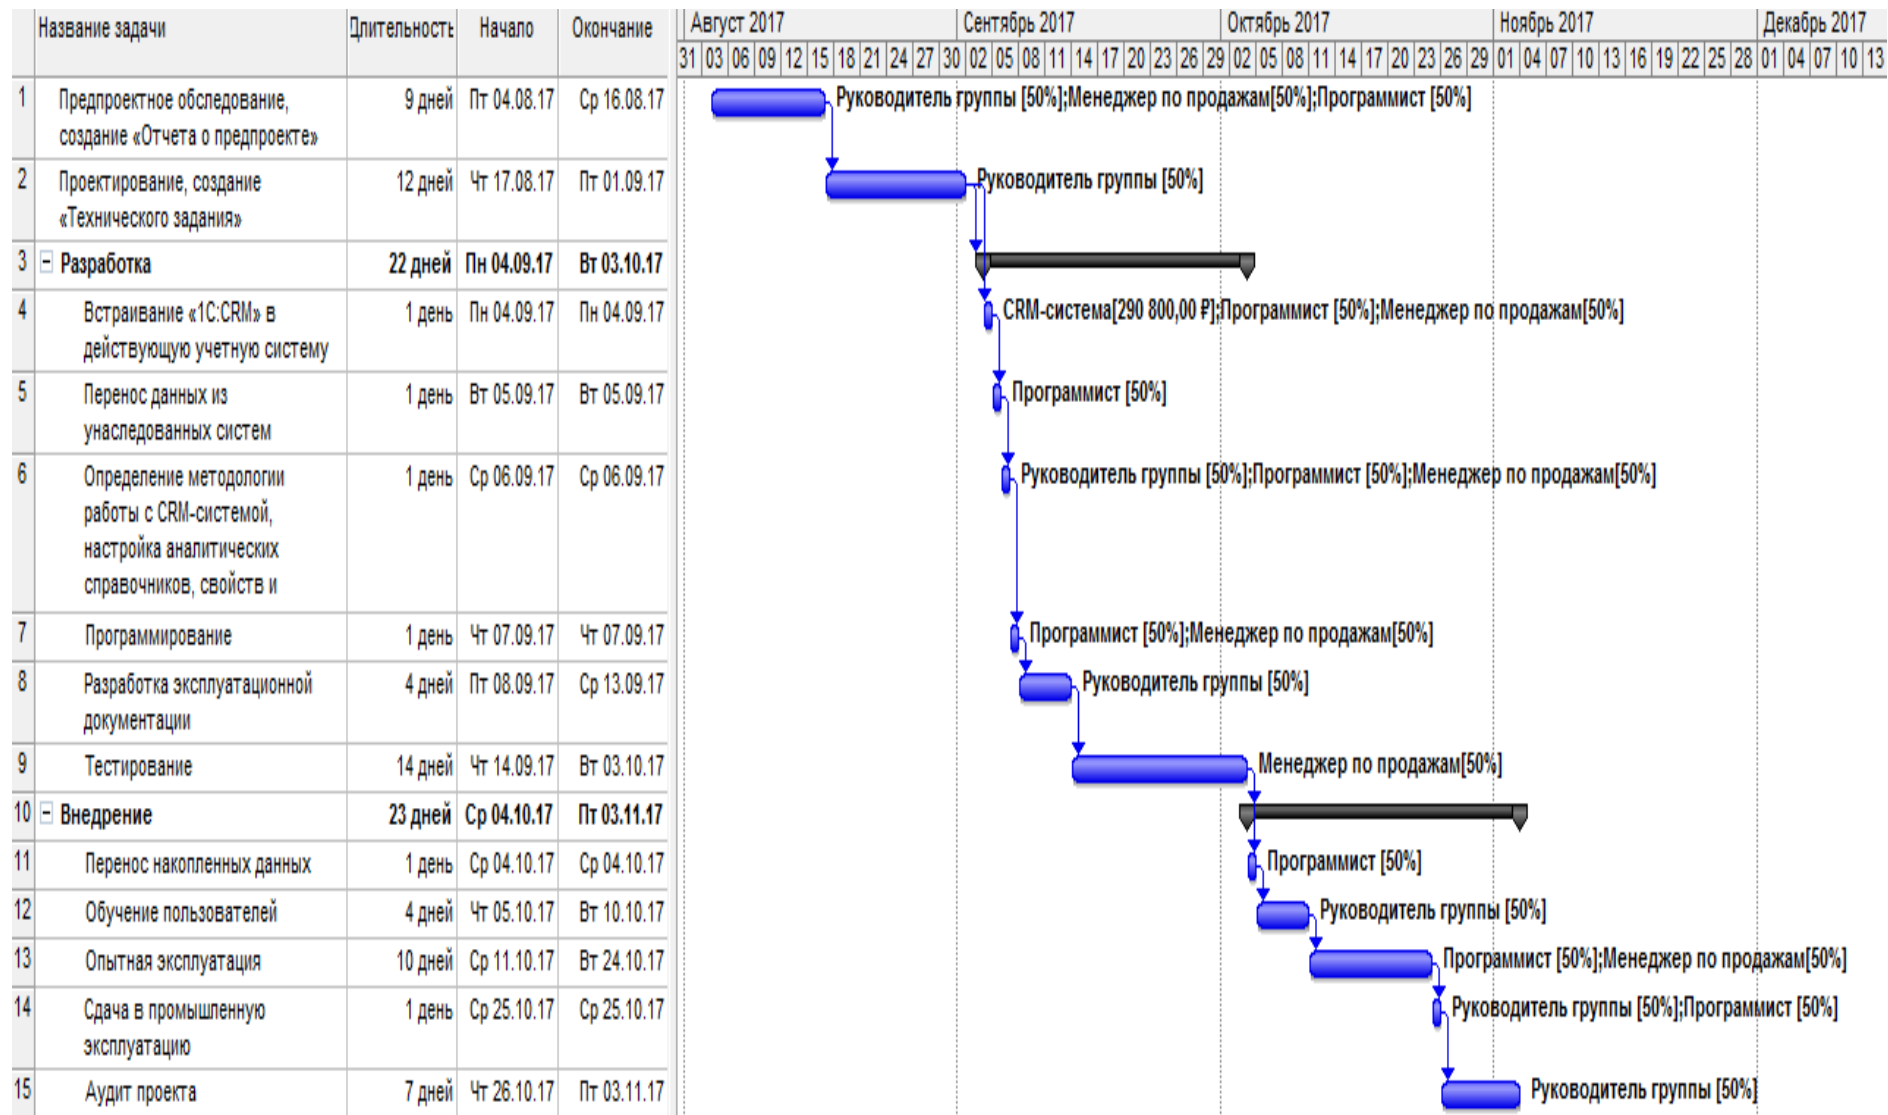 Название задачи Длительность Начало Окончание Август 2017 Сентябрь 2017 Октябрь 2017 Ноябрь 2017 Декабрь 2017
31 03 06 09 12 15 18 21 24 27 30 02 05 08 11 14 17 20 23 26 29 02 05 08 11 14 17 20 23 26 29 01 04 07 10 13 16 19 22 25 28 01 04 07 10 13
1 Предпроектное обследование, 9 дней Пт 04.08.17 Ср 16.08.17 Руководитель группы [50%];Менеджер по продажам[50%];Программист [50%]
создание «Отчета о предпроекте»
2 Проектирование, создание 12 дней Чт 17.08.17 Пт 01.09.17 Руководитель группы [50%]
«Технического задания»
3 Разработка 22 дней Пн 04.09.17 Вт 03.10.17
4 Встраивание «1С:CRM» в 1 день Пн 04.09.17 Пн 04.09.17 CRM-система[290 800,00 ₽];Программист [50%];Менеджер по продажам[50%]
действующую учетную систему
5 Перенос данных из 1 день Вт 05.09.17 Вт 05.09.17 Программист [50%]
унаследованных систем
6 Определение методологии 1 день Ср 06.09.17 Ср 06.09.17 Руководитель группы [50%];Программист [50%];Менеджер по продажам[50%]
работы с CRM-системой,
настройка аналитических
справочников, свойств и
7 Программирование 1 день Чт 07.09.17 Чт 07.09.17 Программист [50%];Менеджер по продажам[50%]
8 Разработка эксплуатационной 4 дней Пт 08.09.17 Ср 13.09.17 Руководитель группы [50%]
документации
9 Тестирование 14 дней Чт 14.09.17 Вт 03.10.17 Менеджер по продажам[50%]
10 Внедрение 23 дней Ср 04.10.17 Пт 03.11.17
11 Перенос накопленных данных 1 день Ср 04.10.17 Ср 04.10.17 Программист [50%]
12 Обучение пользователей 4 дней Чт 05.10.17 Вт 10.10.17 Руководитель группы [50%]
13 Опытная эксплуатация 10 дней Ср 11.10.17 Вт 24.10.17 Программист [50%];Менеджер по продажам[50%]
14 Сдача в промышленную 1 день Ср 25.10.17 Ср 25.10.17 Руководитель группы [50%];Программист [50%]
эксплуатацию
15 Аудит проекта 7 дней Чт 26.10.17 Пт 03.11.17 Руководитель группы [50%]